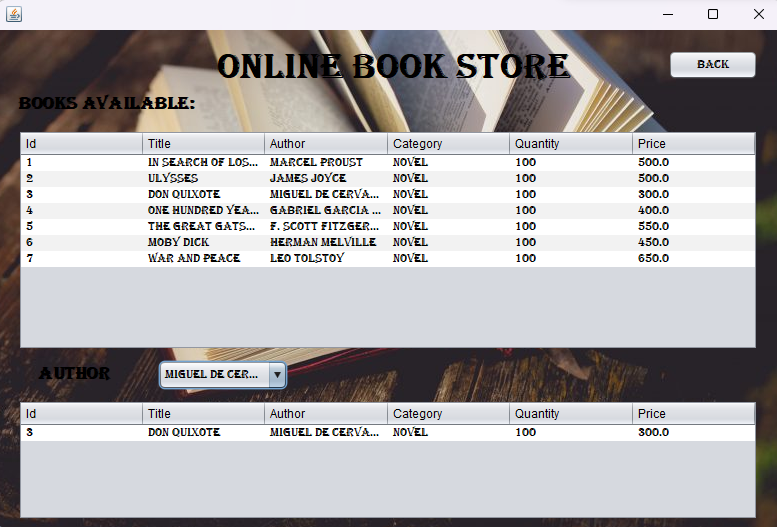 ONLINE BOOK STORE
BACK
BOOKS AVAILABLE:
Id Title Author Category Quantity Price
1 IN SEARCH OF LOS... MARCEL PROUST NOVEL 100 500.0
2 ULYSSES JAMES JOYCE NOVEL 100 500.0
3 DON QUIXOTE MIGUEL DE CERVA... NOVEL 100 300.0
4 ONE HUNDRED YEA... GABRIEL GARCIA ... NOVEL 100 400.0
5 THE GREAT GATS... F. SCOTT FITZGER... NOVEL 100 550.0
6 MOBY DICK HERMAN MELVILLE NOVEL 100 450.0
7 WAR AND PEACE LEO TOLSTOY NOVEL 100 650.0
AUTHOR MIGUEL DE CER...
Id Title Author Category Quantity Price
3 DON QUIXOTE MIGUEL DE CERVA... NOVEL 100 300.0